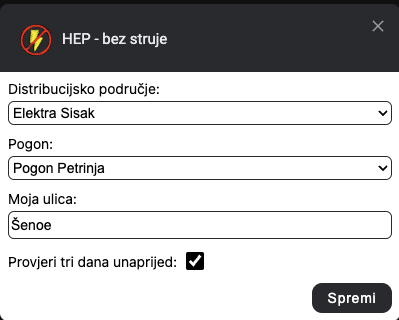 HEP - bez struje
Distribucijsko područje:
Elektra Sisak
Pogon:
Pogon Petrinja
Moja ulica:
Šenoe
Provjeri tri dana unaprijed:
Spremi